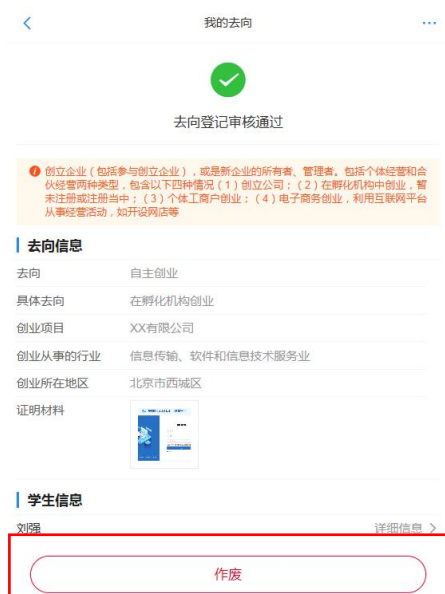 我的去向
去向登记审核通过
创立企业（包括参与创立企业），或是新企业的所有者、管理者。包括个体经营和合
伙经营两种类型，包含以下四种情况（1）创立公司；（2）在孵化机构中创业，暂
未注册或注册当中；（3）个体工商户创业；（4）电子商务创业，利用互联网平台
从事经营活动，如开设网店等
去向信息
去向 自主创业
具体去向 在孵化机构创业
创业项目 XX有限公司
创业从事的行业 信息传输、软件和信息技术服务业
创业所在地区 北京市西城区
证明材料
学生信息
刘强 详细信息
作废